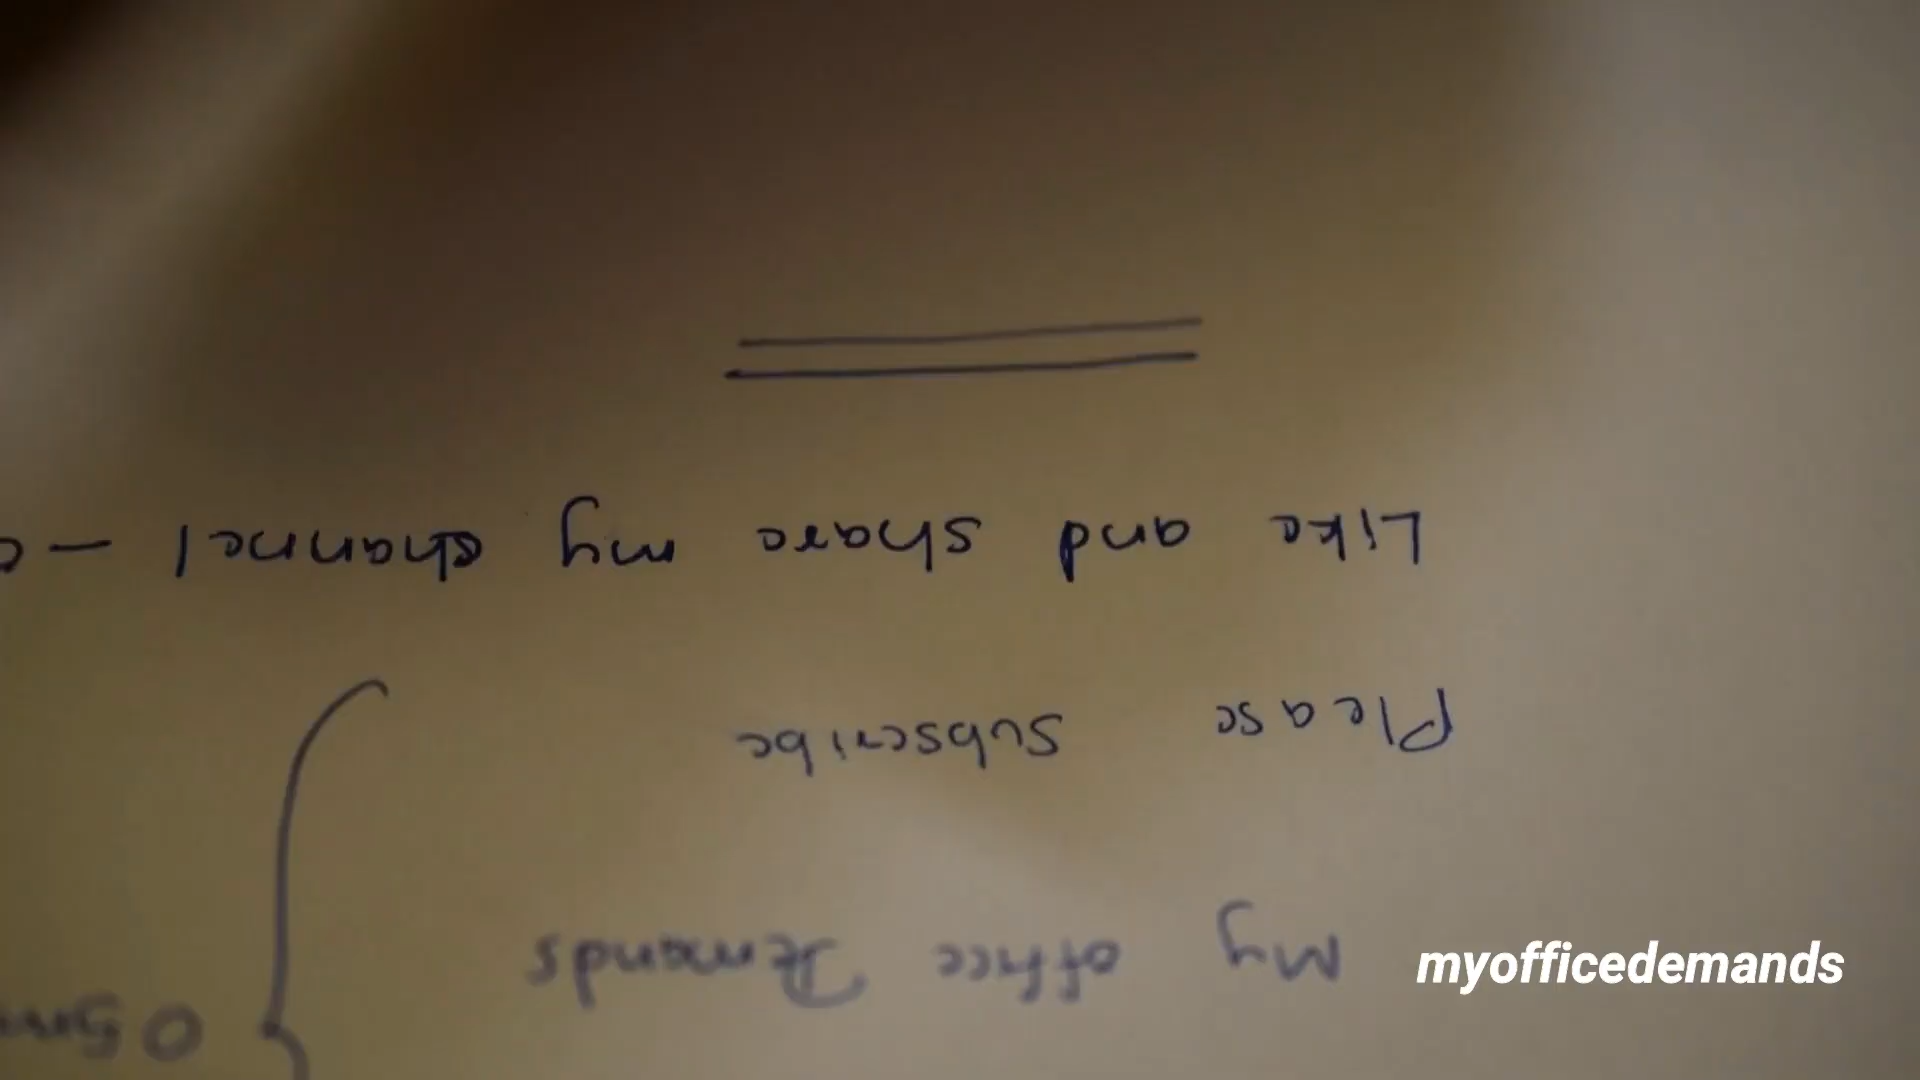 My office Demands
Please Subscribe
Like and share my channel –
myofficedemands